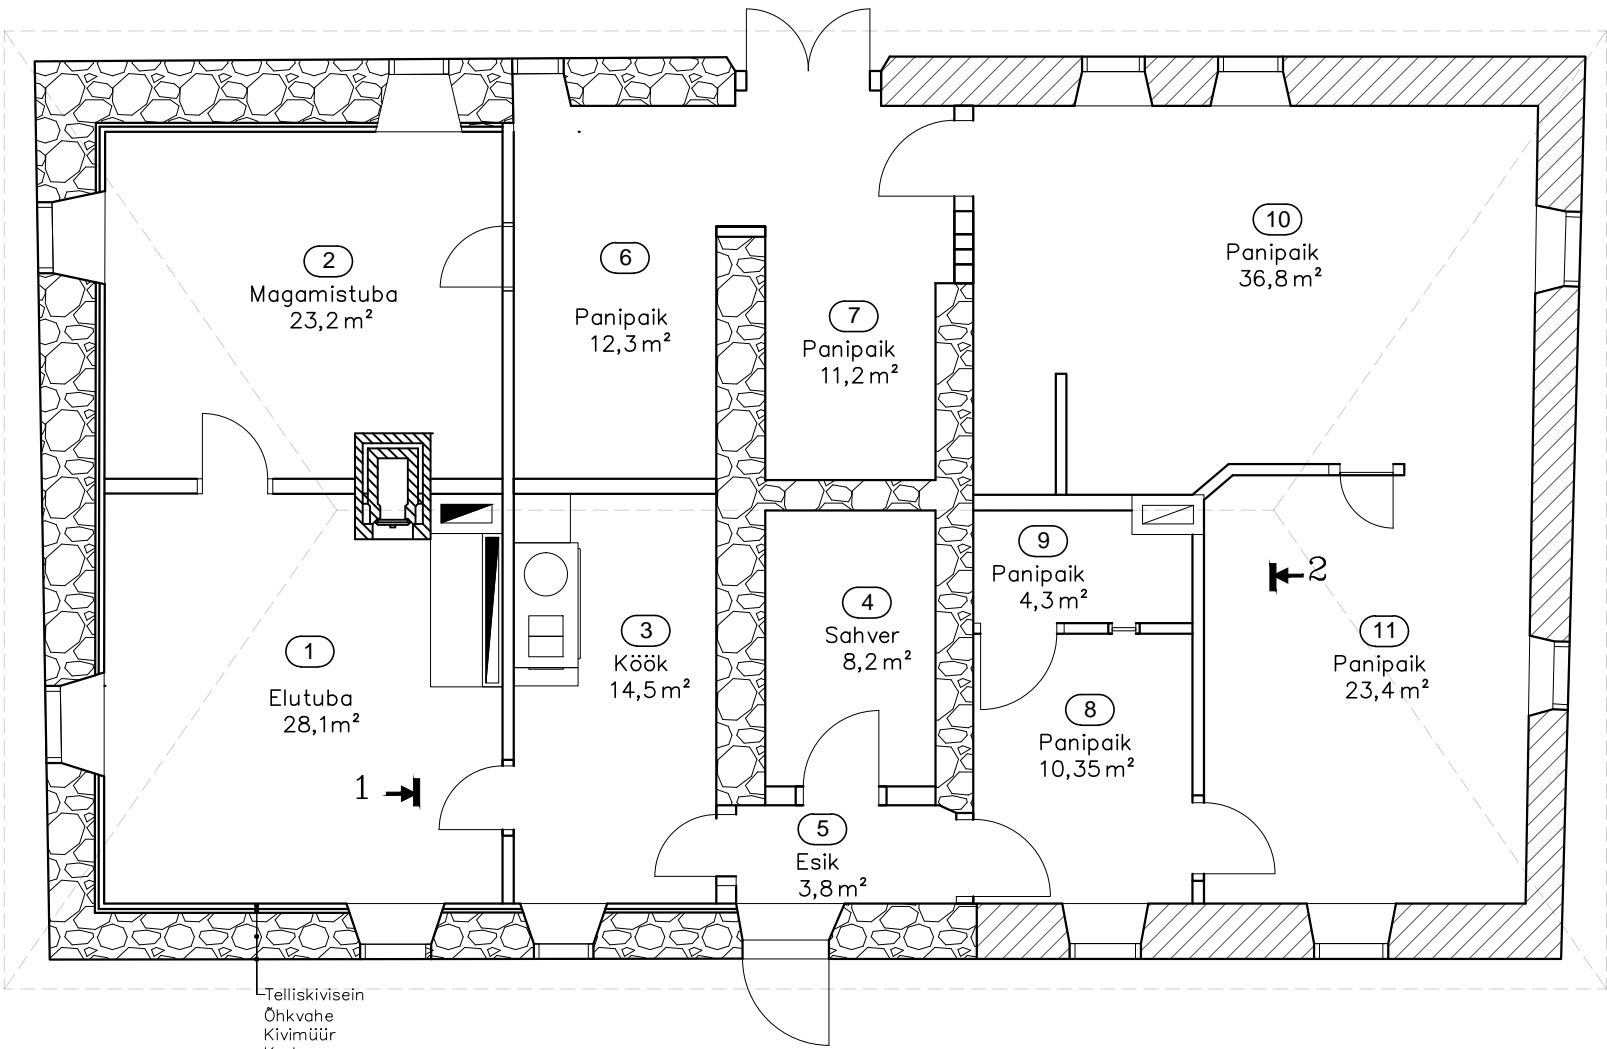 2
Magamistuba
23,2 m²
6
Panipaik
12,3 m²
7
Panipaik
11,2 m²
10
Panipaik
36,8 m²
1
Elutuba
28,1 m²
3
Köök
14,5 m²
4
Sahver
8,2 m²
9
Panipaik
4,3 m²
2
11
Panipaik
23,4 m²
8
Panipaik
10,35 m²
1
5
Esik
3,8 m²
Telliskivisein
Õhkvahe
Kivimüür